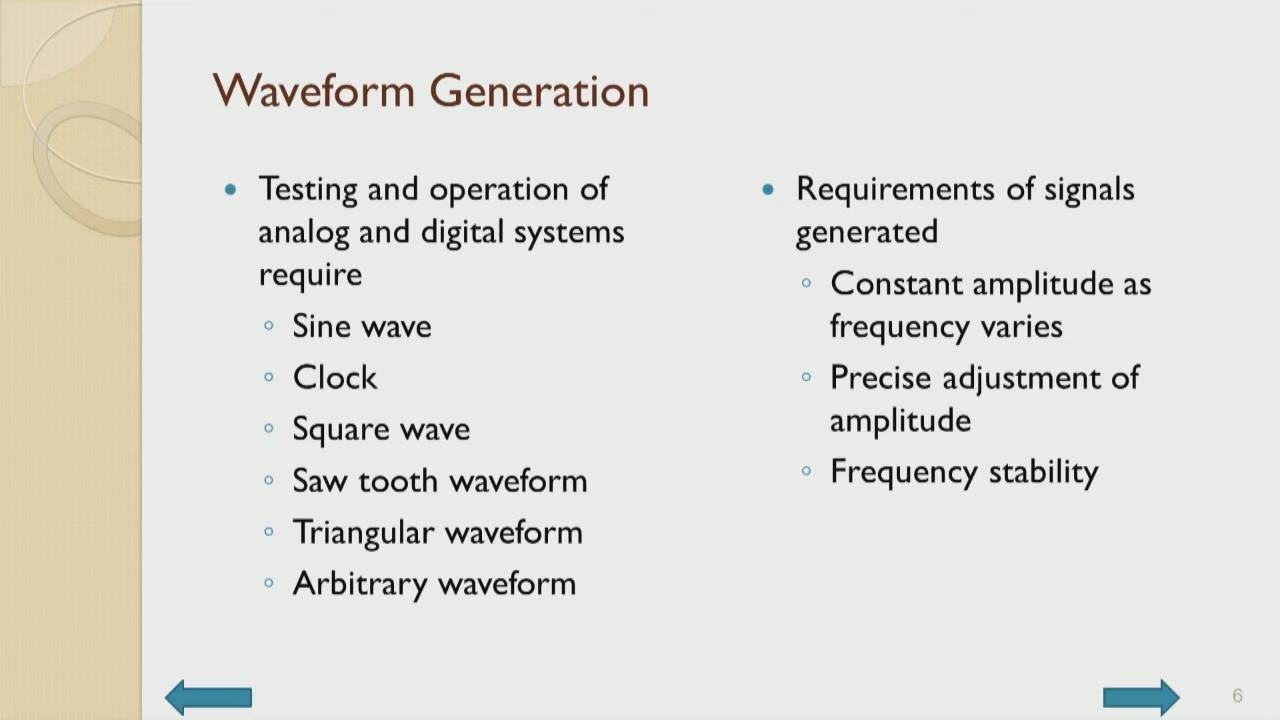 Waveform Generation
• Testing and operation of
analog and digital systems
require
◦ Sine wave
◦ Clock
◦ Square wave
◦ Saw tooth waveform
◦ Triangular waveform
◦ Arbitrary waveform
• Requirements of signals
generated
◦ Constant amplitude as
frequency varies
◦ Precise adjustment of
amplitude
◦ Frequency stability
6